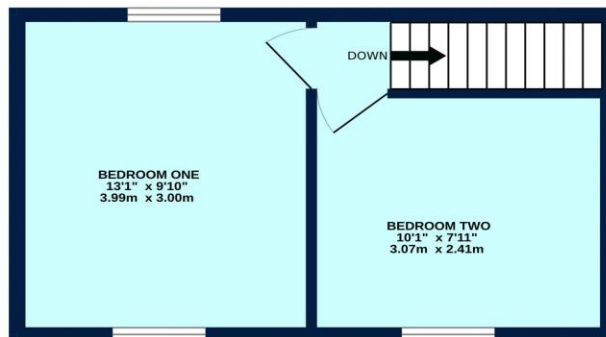 DOWN
BEDROOM ONE
13'1" x 9'10"
3.99m x 3.00m
BEDROOM TWO
10'1" x 7'11"
3.07m x 2.41m